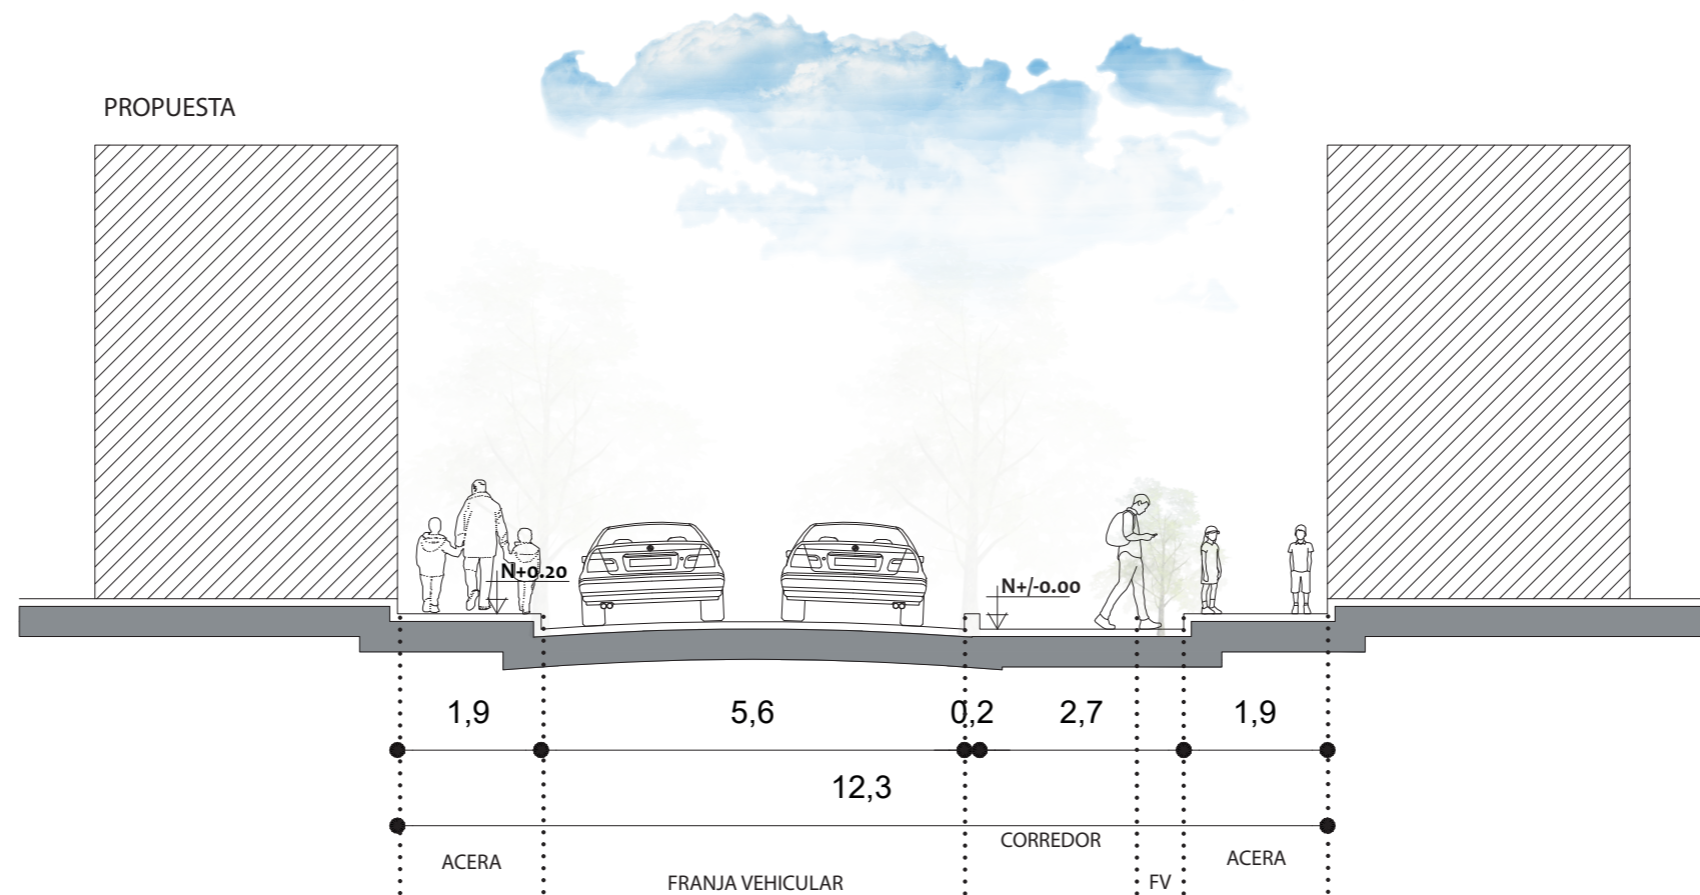 PROPUESTA
N+0.20
N+/-0.00
1,9
5,6
0,2
2,7
1,9
12,3
CORREDOR
ACERA
ACERA
FRANJA VEHICULAR
FV